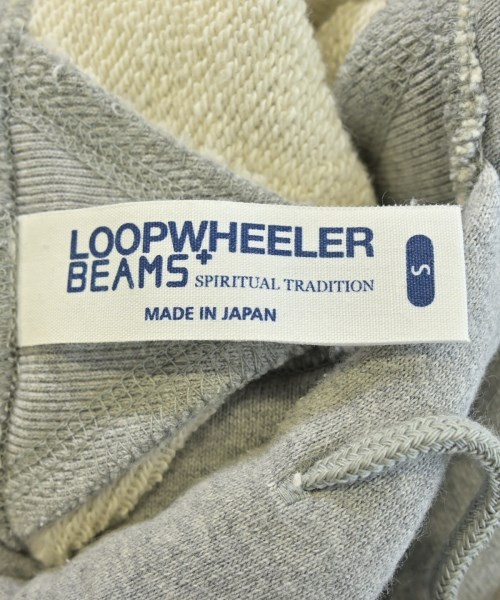 LOOPWHEELER
BEAMS+ SPIRITUAL TRADITION
MADE IN JAPAN
S